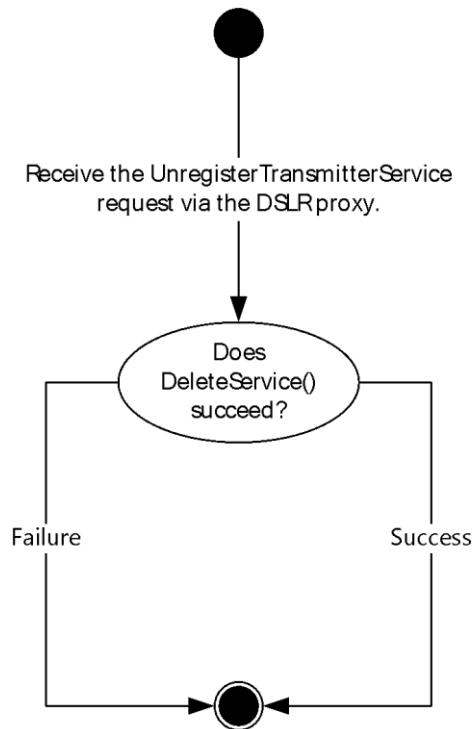 Receive the UnregisterTransmitterService
request via the DSLR proxy.
Does
DeleteService()
succeed?
Failure
Success